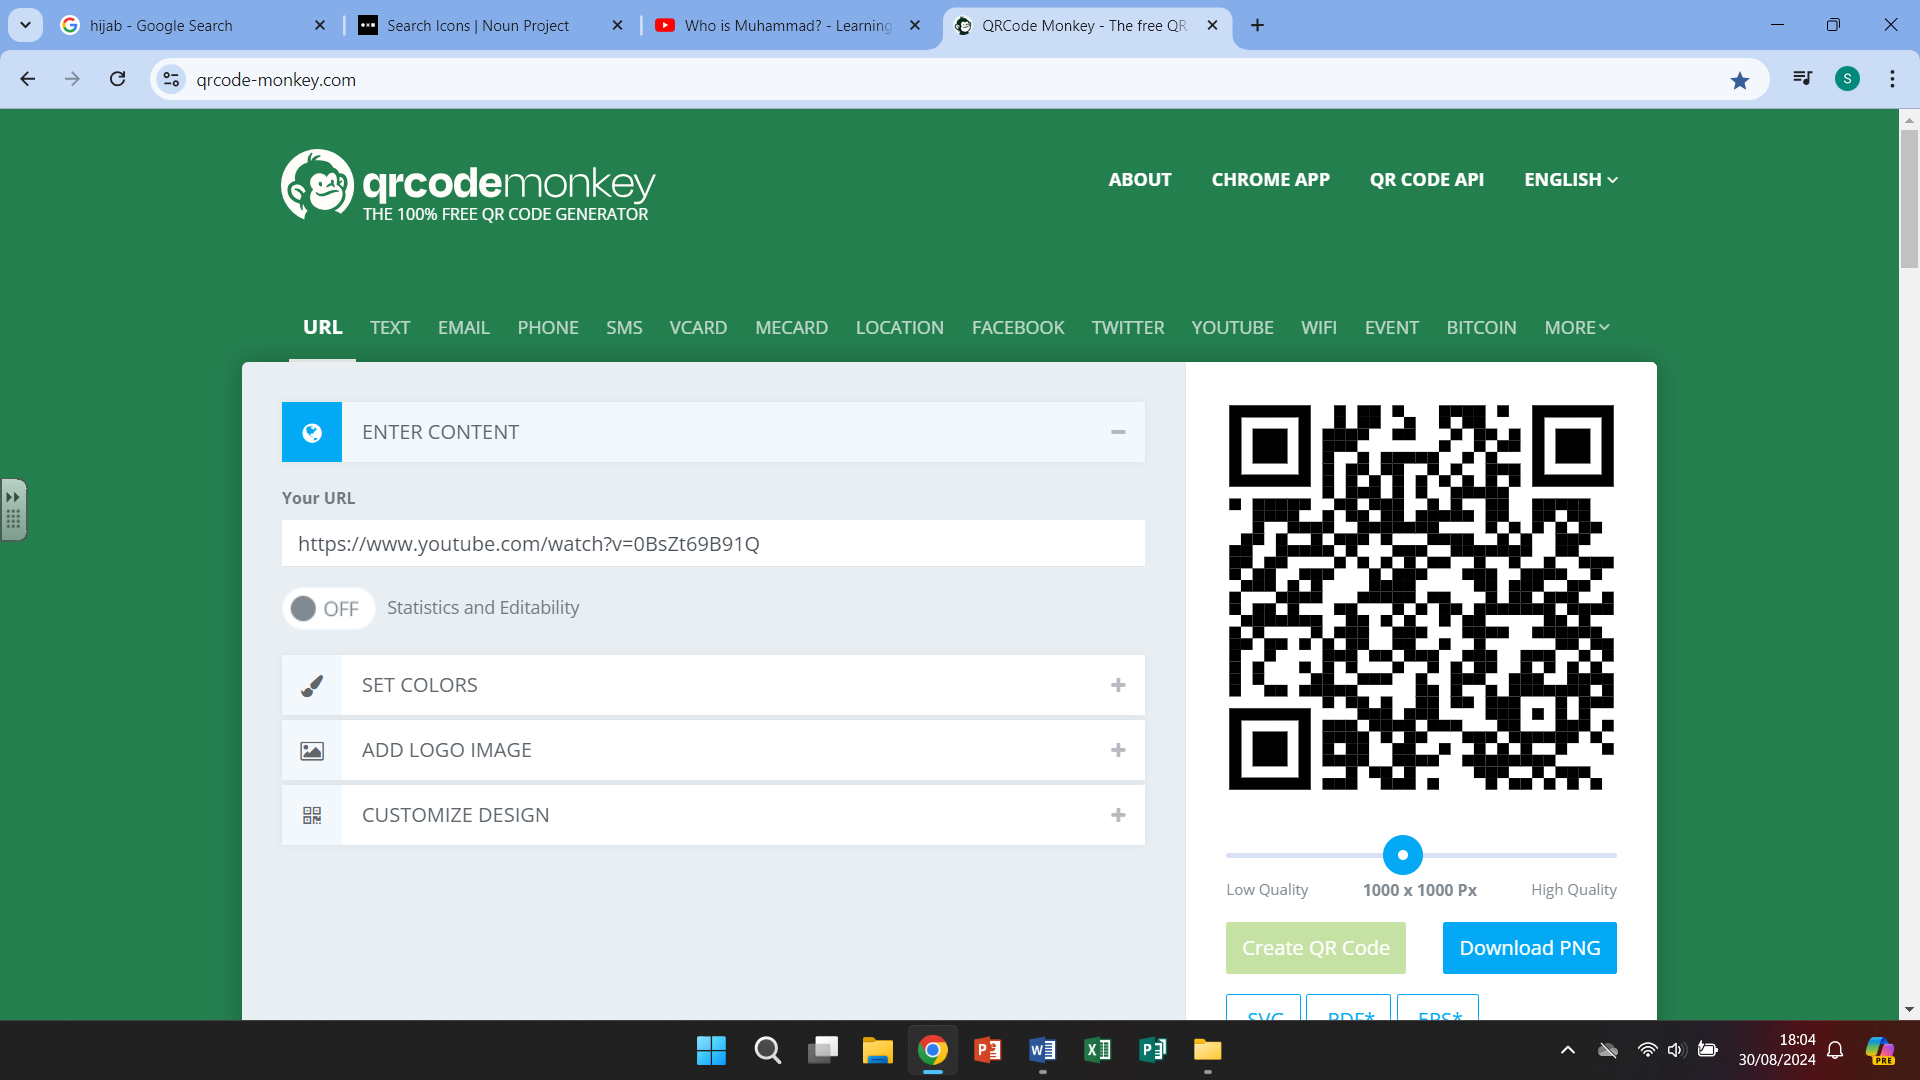 hijab - Google Search
Search Icons | Noun Project
Who is Muhammad? - Learning
QRCode Monkey - The free QR
qrcode-monkey.com
S
qrcodemonkey
THE 100% FREE QR CODE GENERATOR
ABOUT
CHROME APP
QR CODE API
ENGLISH
URL
TEXT
EMAIL
PHONE
SMS
VCARD
MECARD
LOCATION
FACEBOOK
TWITTER
YOUTUBE
WIFI
EVENT
BITCOIN
MORE
ENTER CONTENT
Your URL
https://www.youtube.com/watch?v=0BsZt69B91Q
OFF
Statistics and Editability
SET COLORS
ADD LOGO IMAGE
CUSTOMIZE DESIGN
Low Quality
1000 x 1000 Px
High Quality
Create QR Code
Download PNG
SVG
PDF*
EPS*
18:04
30/08/2024
PRE